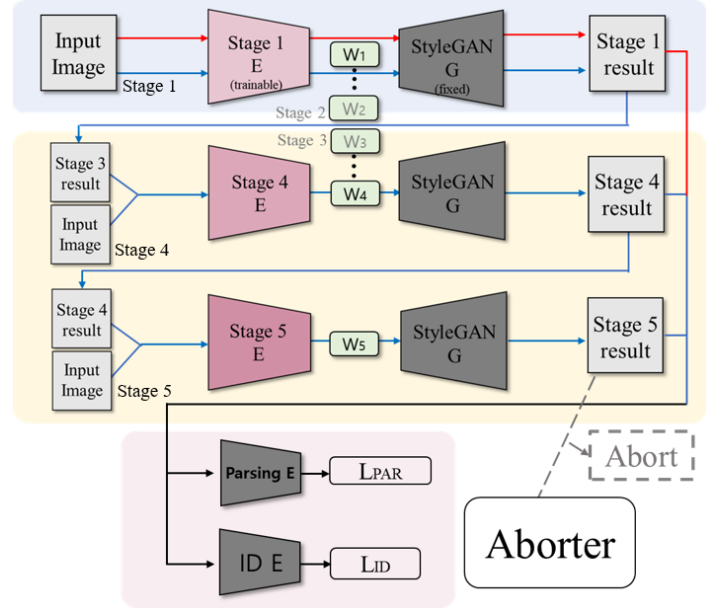 Input
Image
Stage 1
Stage 1
E
(trainable)
W1
W2
Stage 2
StyleGAN
G
(fixed)
Stage 1
result
Stage 3
W3
Stage 3
result
Input
Image
Stage 4
Stage 4
E
W4
StyleGAN
G
Stage 4
result
Stage 4
result
Input
Image
Stage 5
Stage 5
E
W5
StyleGAN
G
Stage 5
result
Parsing E
LPAR
ID E
LID
Abort
Aborter